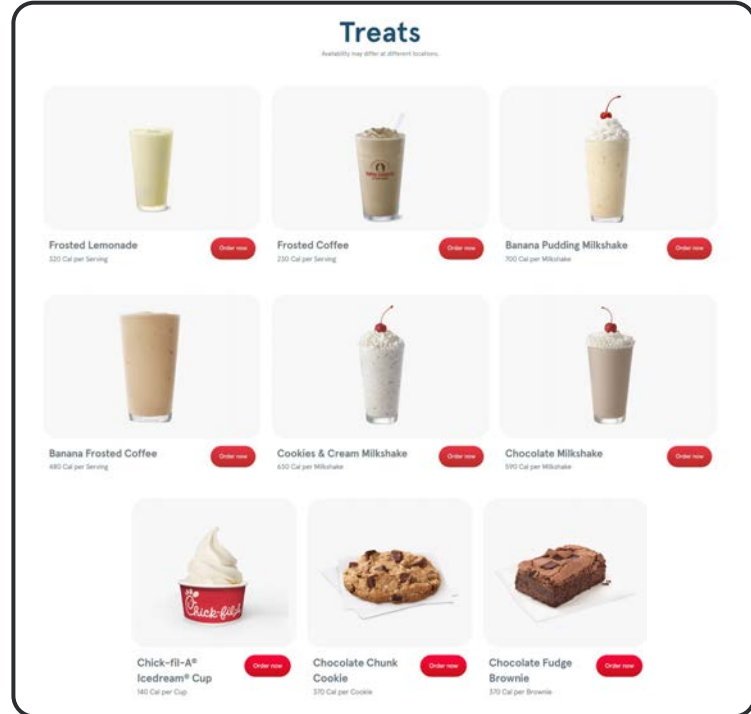 Treats
Availability may differ at different locations.
Frosted Lemonade
320 Cal per Serving
Order now
Frosted Coffee
230 Cal per Serving
Order now
Banana Pudding Milkshake
700 Cal per Milkshake
Order now
Banana Frosted Coffee
480 Cal per Serving
Order now
Cookies & Cream Milkshake
650 Cal per Milkshake
Order now
Chocolate Milkshake
590 Cal per Milkshake
Order now
Chick-fil-A
Chick-fil-A® 
Icedream® Cup
140 Cal per Cup
Order now
Chocolate Chunk
Cookie
370 Cal per Cookie
Order now
Chocolate Fudge
Brownie
370 Cal per Brownie
Order now